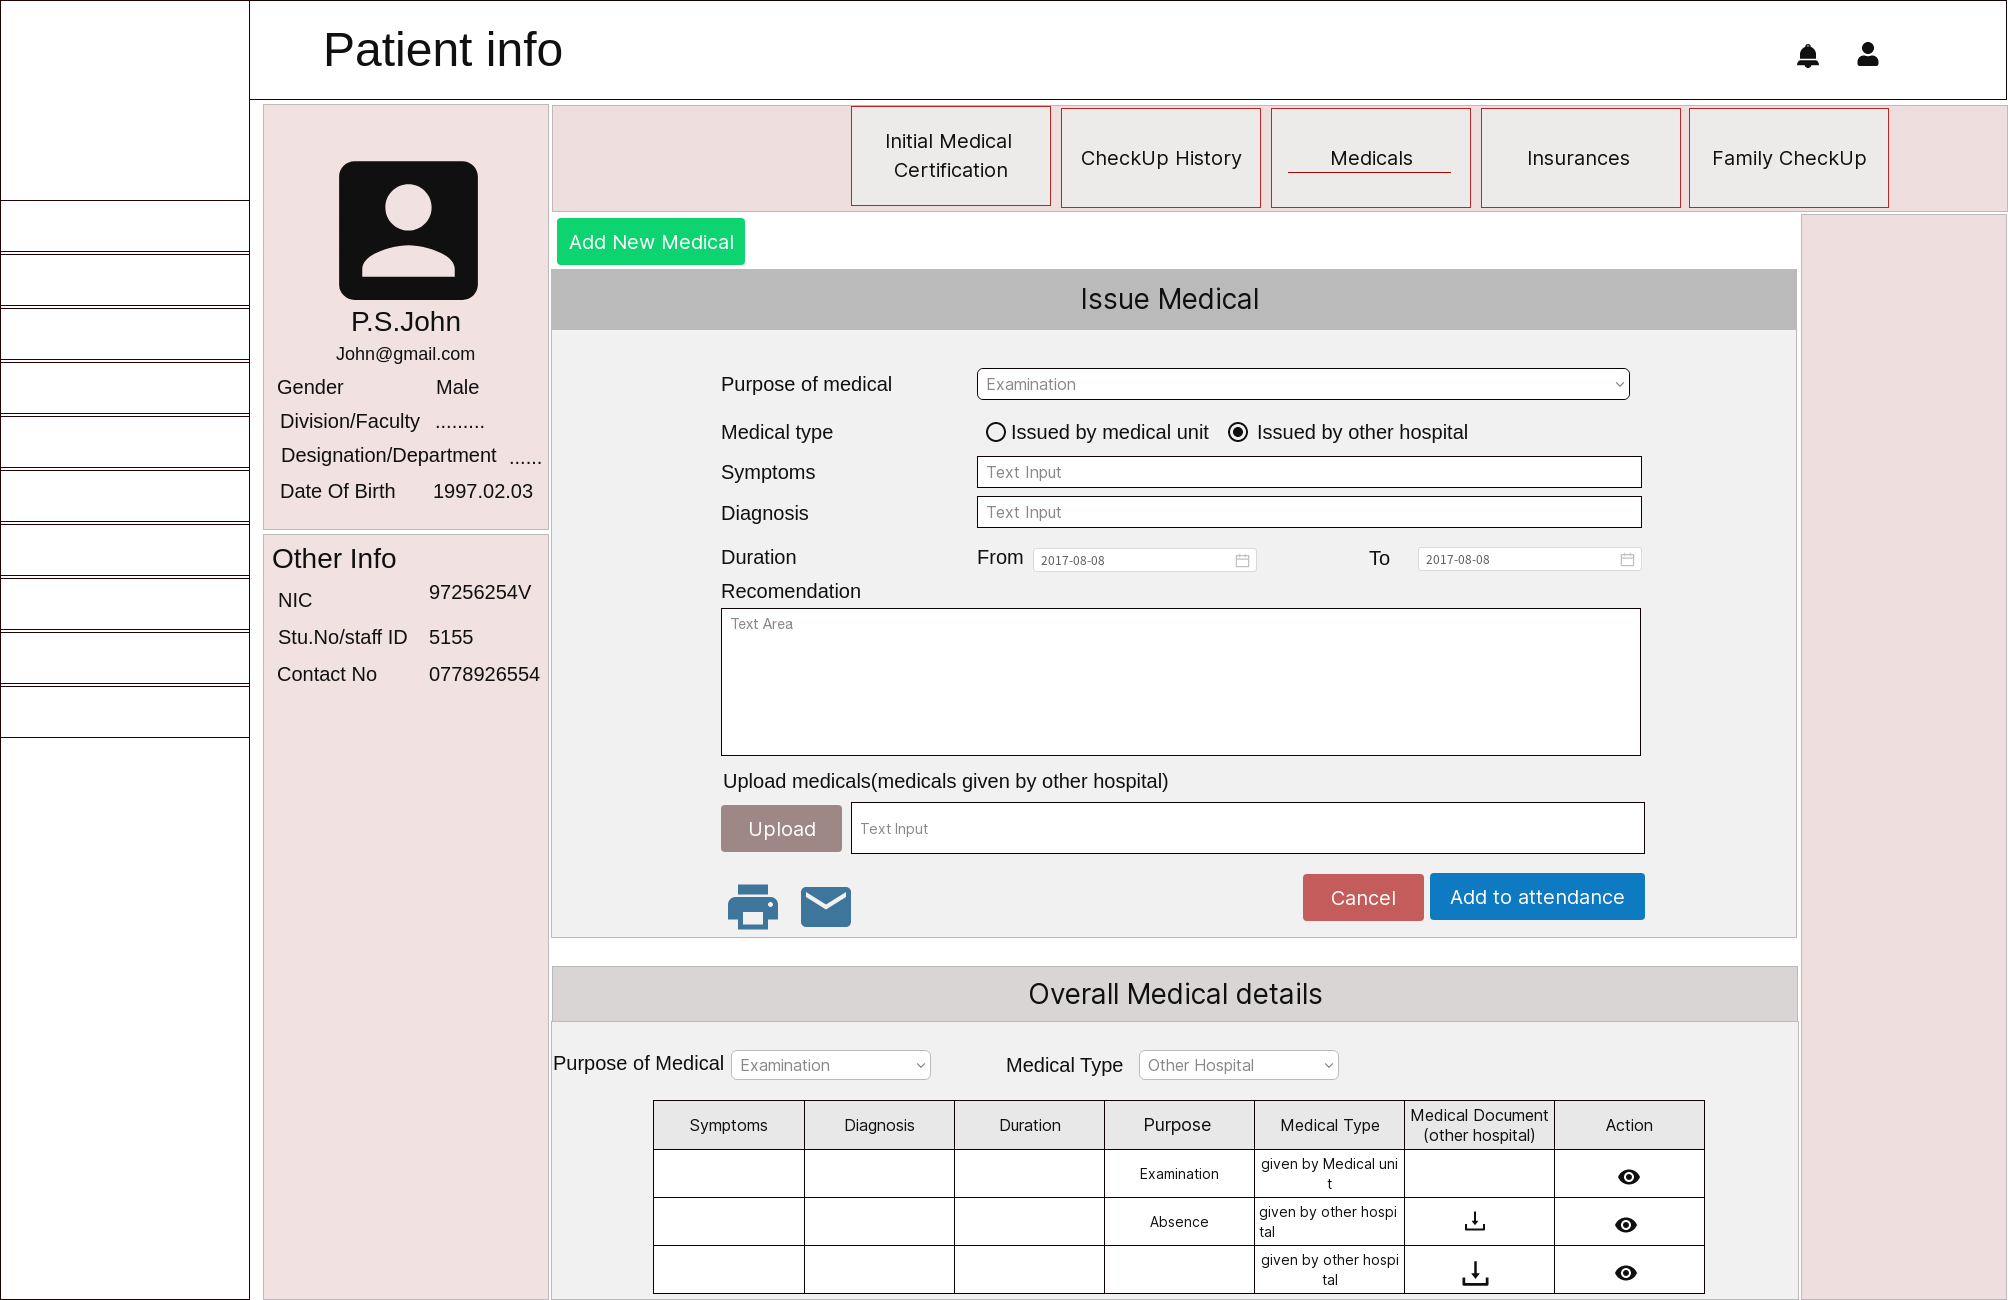 Patient info
P.S.John
John@gmail.com
Gender Male
Division/Faculty .........
Designation/Department ......
Date Of Birth 1997.02.03
Other Info
NIC 97256254V
Stu.No/staff ID 5155
Contact No 0778926554
Initial Medical
Certification
CheckUp History
Medicals
Insurances
Family CheckUp
Add New Medical
Issue Medical
Purpose of medical Examination
Medical type Issued by medical unit Issued by other hospital
Symptoms Text Input
Diagnosis Text Input
Duration From 2017-08-08 To 2017-08-08
Recomendation
Text Area
Upload medicals(medicals given by other hospital)
Upload Text Input
Cancel Add to attendance
Overall Medical details
Purpose of Medical Examination Medical Type Other Hospital
Symptoms Diagnosis Duration Purpose Medical Type Medical Document
(other hospital) Action
Examination given by Medical uni
t
Absence given by other hospi
tal
given by other hospi
tal